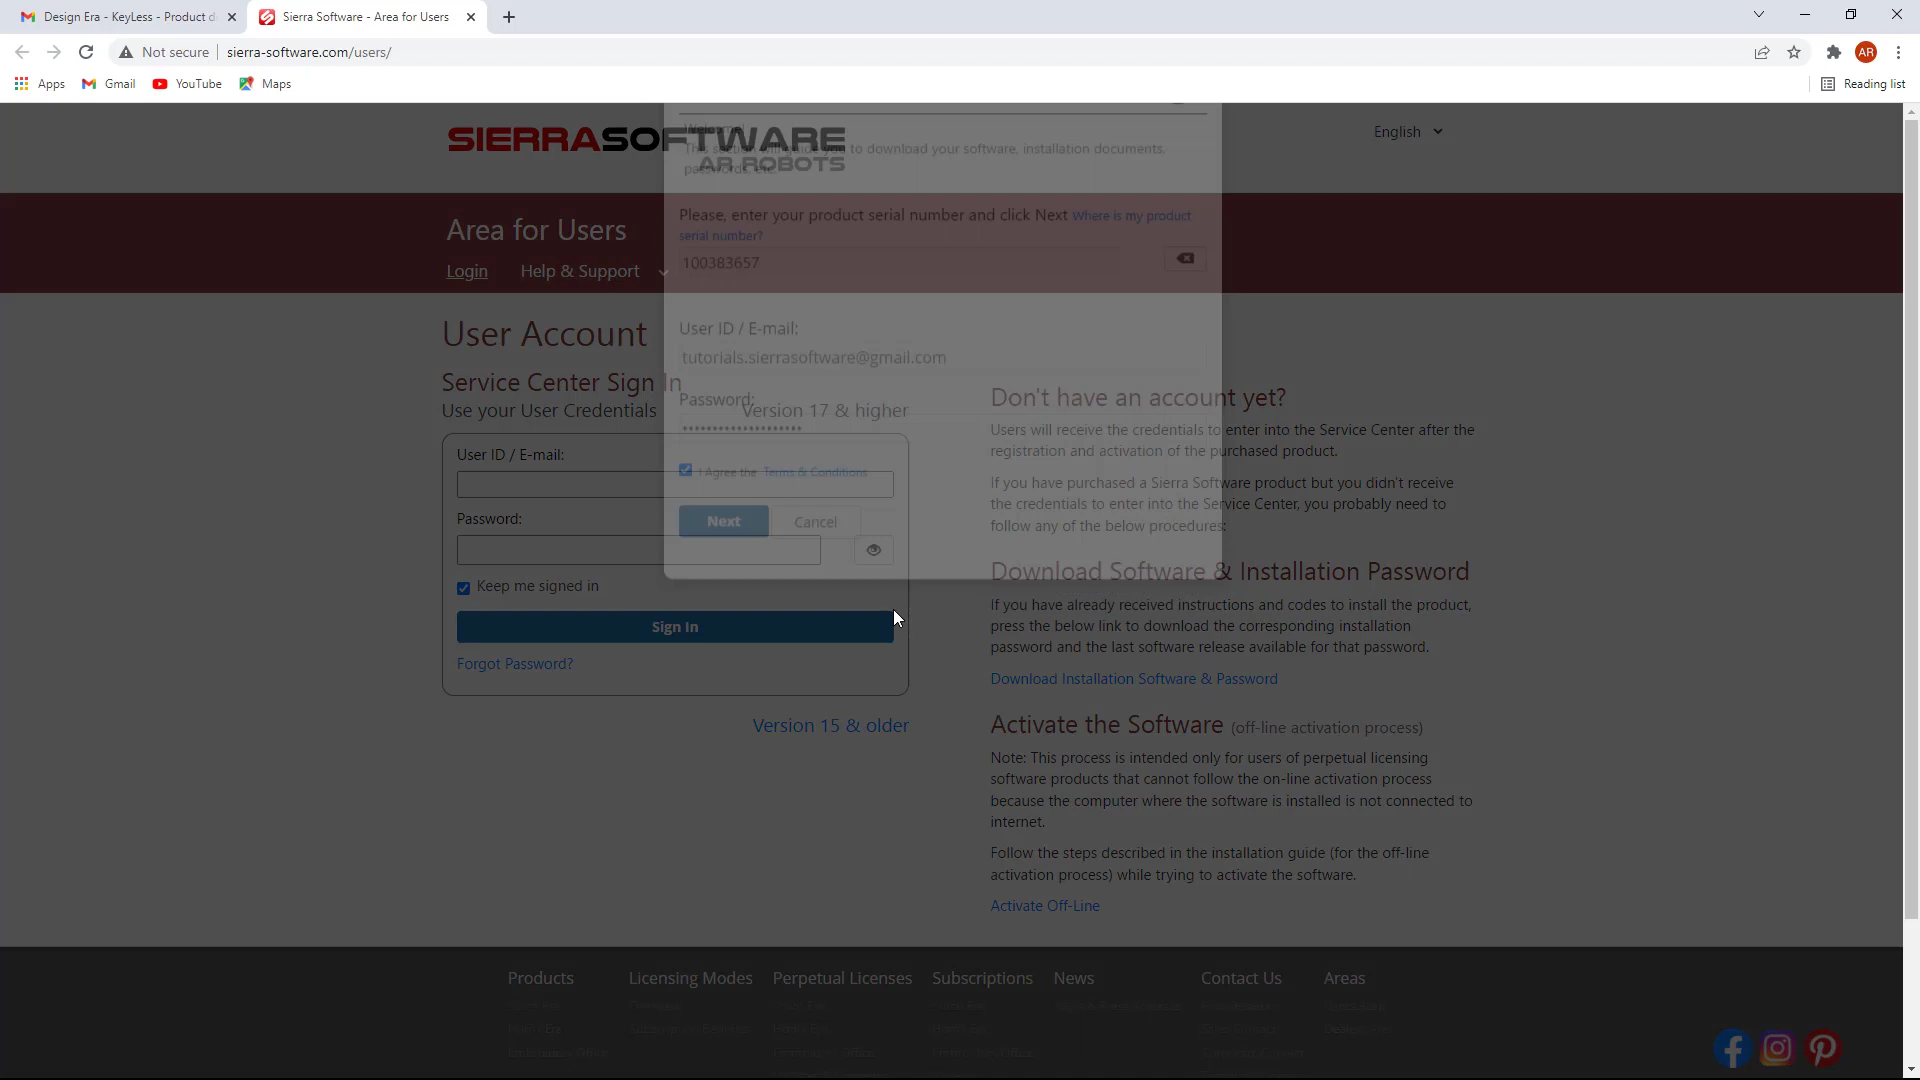 Design Era - KeyLess - Product d
Sierra Software - Area for Users
Not secure
sierra-software.com/users/
AR
Apps
Gmail
YouTube
Maps
Reading list
SIERRASOFTWARE
AR ROBOTS
English
Welcome!
This section will guide you to download your software, installation documents,
passwords, etc.
Please, enter your product serial number and click Next Where is my product
serial number?
100383657
Area for Users
Login
Help & Support
User ID / E-mail:
tutorials.sierrasoftware@gmail.com
Password:
I Agree the Terms & Conditions
Next
Cancel
User Account
Service Center Sign In
Use your User Credentials
Version 17 & higher
User ID / E-mail:
Password:
Keep me signed in
Sign In
Forgot Password?
Version 15 & older
Don't have an account yet?
Users will receive the credentials to enter into the Service Center after the
registration and activation of the purchased product.
If you have purchased a Sierra Software product but you didn't receive
the credentials to enter into the Service Center, you probably need to
follow any of the below procedures:
Download Software & Installation Password
If you have already received instructions and codes to install the product,
press the below link to download the corresponding installation
password and the last software release available for that password.
Download Installation Software & Password
Activate the Software (off-line activation process)
Note: This process is intended only for users of perpetual licensing
software products that cannot follow the on-line activation process
because the computer where the software is installed is not connected to
internet.
Follow the steps described in the installation guide (for the off-line
activation process) while trying to activate the software.
Activate Off-Line
Products
Licensing Modes
Perpetual Licenses
Subscriptions
News
Contact Us
Areas